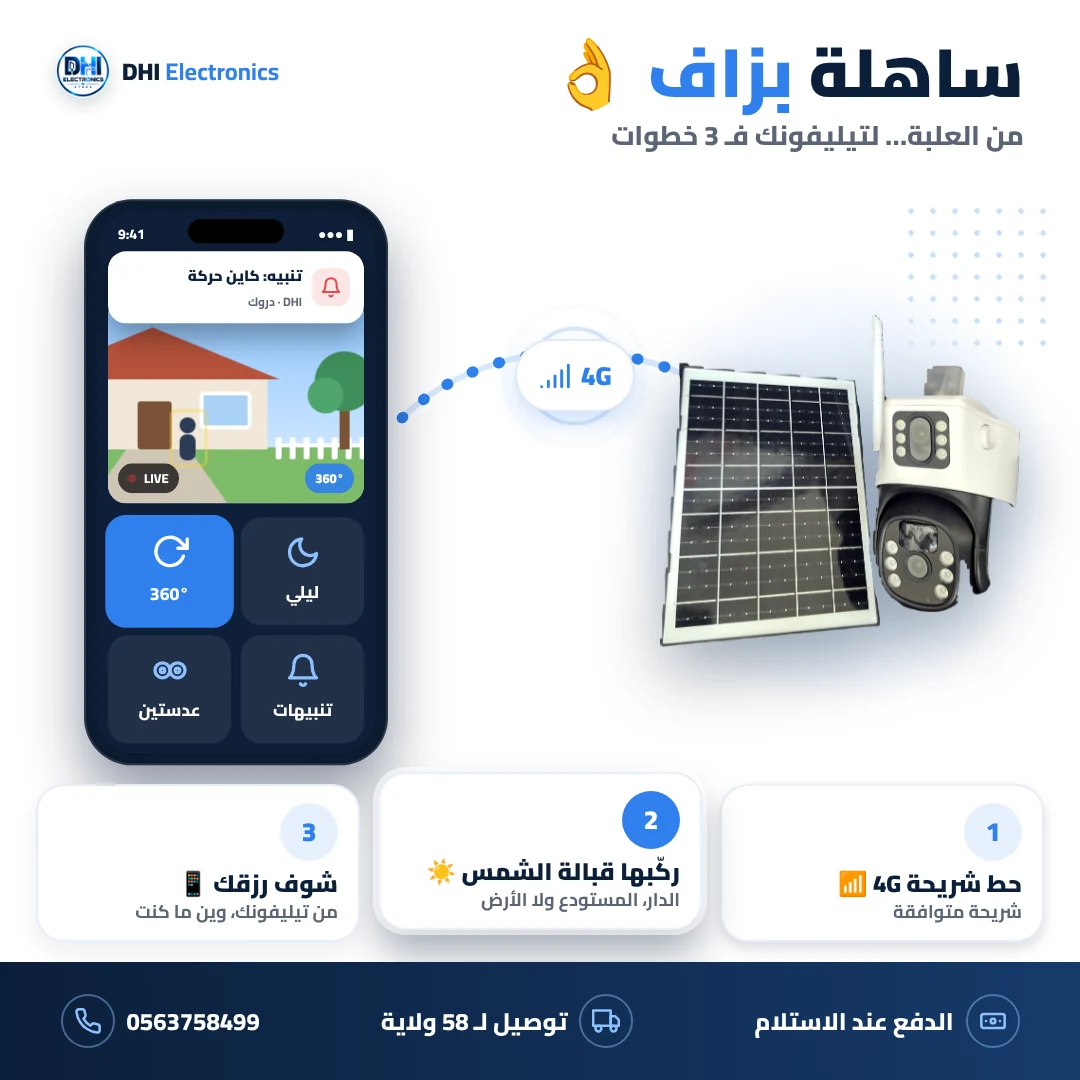 DHI ELECTRONICS
DHI Electronics
ساهلة بزاف 👌
من العلبة... لتيليفونك فـ 3 خطوات
9:41
تنبيه: كاين حركة
DHI · دروك
LIVE
360°
4G
360°
ليلي
عدستين
تنبيهات
1
حط شريحة 4G 📶
شريحة متوافقة
2
ركّبها قبالة الشمس ☀️
الدار، المستودع ولا الأرض
3
شوف رزقك 📱
من تيليفونك، وين ما كنت
الدفع عند الاستلام
توصيل لـ 58 ولاية
0563758499